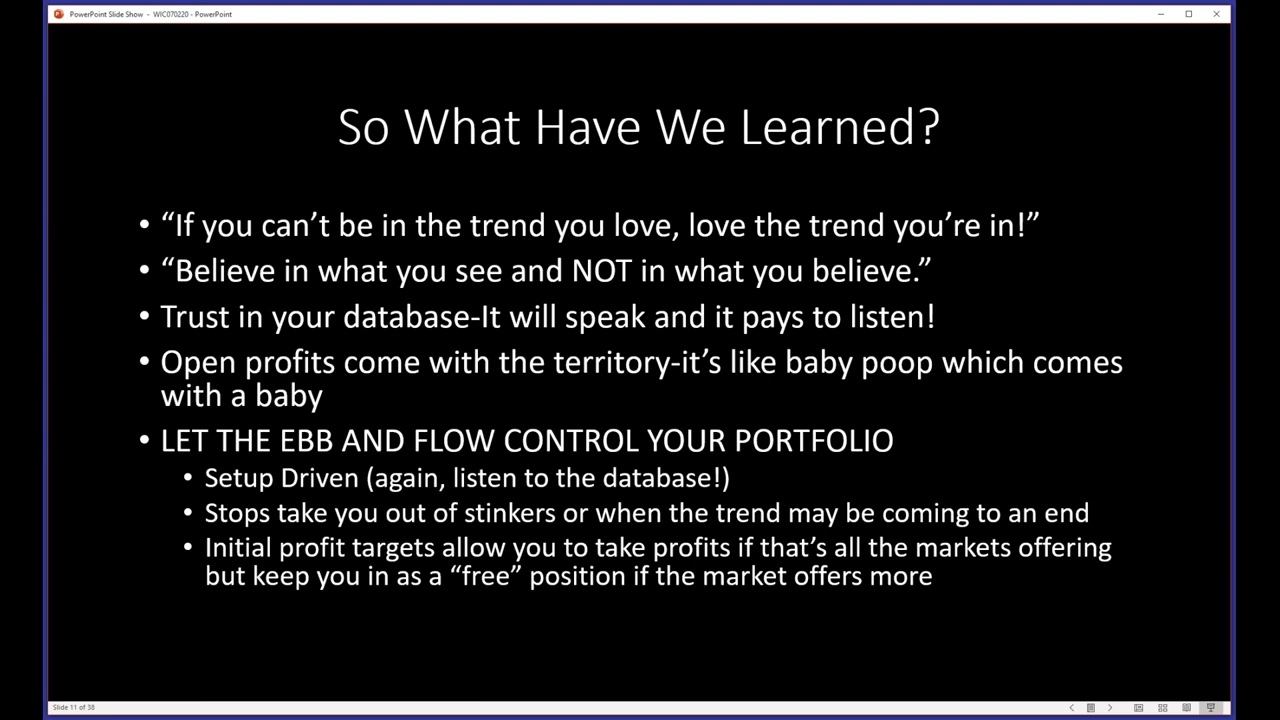 PowerPoint Slide Show - WIC070220 - PowerPoint
So What Have We Learned?
• “If you can’t be in the trend you love, love the trend you’re in!”
• “Believe in what you see and NOT in what you believe.”
• Trust in your database-It will speak and it pays to listen!
• Open profits come with the territory-it’s like baby poop which comes
with a baby
• LET THE EBB AND FLOW CONTROL YOUR PORTFOLIO
• Setup Driven (again, listen to the database!)
• Stops take you out of stinkers or when the trend may be coming to an end
• Initial profit targets allow you to take profits if that’s all the markets offering
but keep you in as a “free” position if the market offers more
Slide 11 of 38